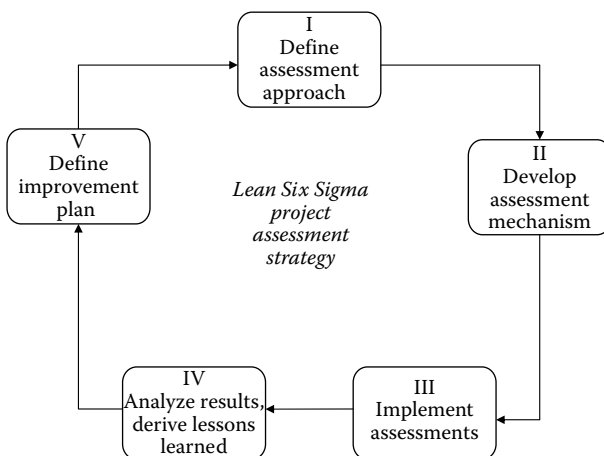 I
Define
assessment
approach
II
Develop
assessment
mechanism
III
Implement
assessments
IV
Analyze results,
derive lessons
learned
V
Define
improvement
plan
Lean Six Sigma
project
assessment
strategy